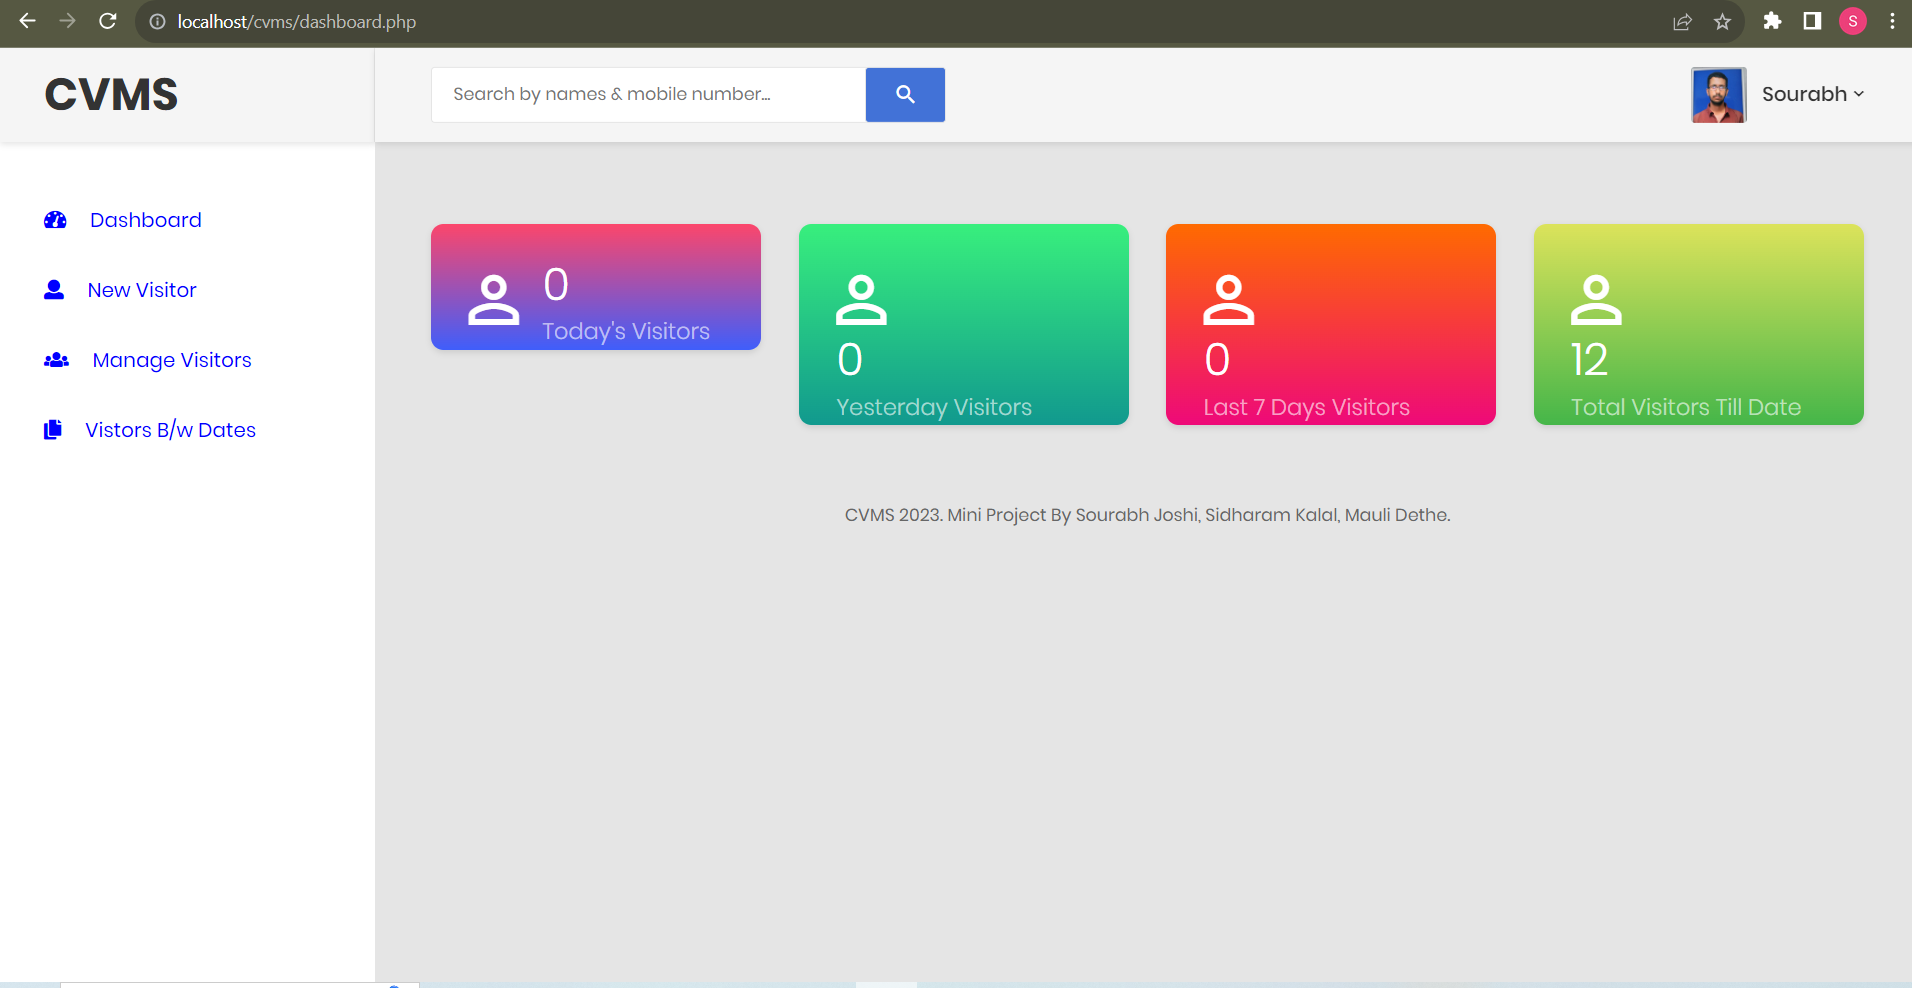 localhost/cvms/dashboard.php
S
CVMS
Search by names & mobile number...
Sourabh
Dashboard
New Visitor
Manage Visitors
Vistors B/w Dates
0
Today's Visitors
0
Yesterday Visitors
0
Last 7 Days Visitors
12
Total Visitors Till Date
CVMS 2023. Mini Project By Sourabh Joshi, Sidharam Kalal, Mauli Dethe.